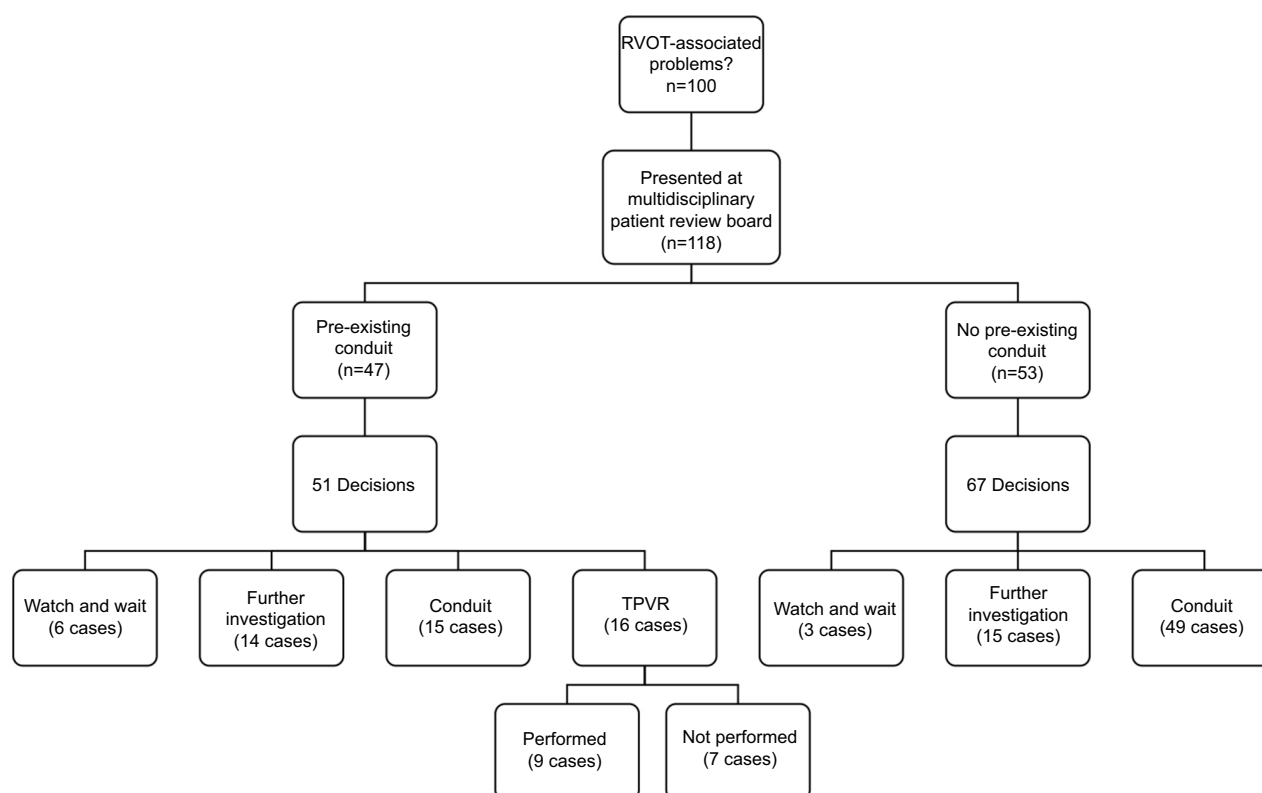 RVOT-associated
problems?
n=100
Presented at
multidisciplinary
patient review board
(n=118)
Pre-existing
conduit
(n=47)
No pre-existing
conduit
(n=53)
51 Decisions
67 Decisions
Watch and wait
(6 cases)
Further
investigation
(14 cases)
Conduit
(15 cases)
TPVR
(16 cases)
Watch and wait
(3 cases)
Further
investigation
(15 cases)
Conduit
(49 cases)
Performed
(9 cases)
Not performed
(7 cases)